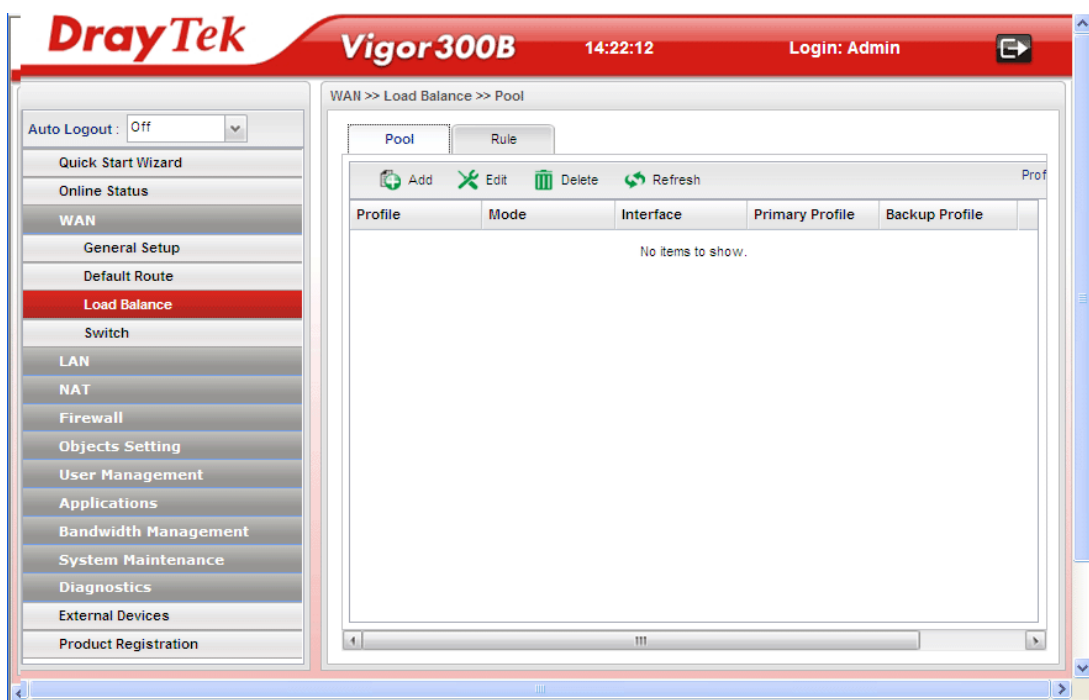 DrayTek
Vigor300B 14:22:12 Login: Admin
WAN >> Load Balance >> Pool
Auto Logout : Off
Quick Start Wizard
Online Status
WAN
General Setup
Default Route
Load Balance
Switch
LAN
NAT
Firewall
Objects Setting
User Management
Applications
Bandwidth Management
System Maintenance
Diagnostics
External Devices
Product Registration
Pool Rule
Add Edit Delete Refresh Prof
Profile Mode Interface Primary Profile Backup Profile
No items to show.